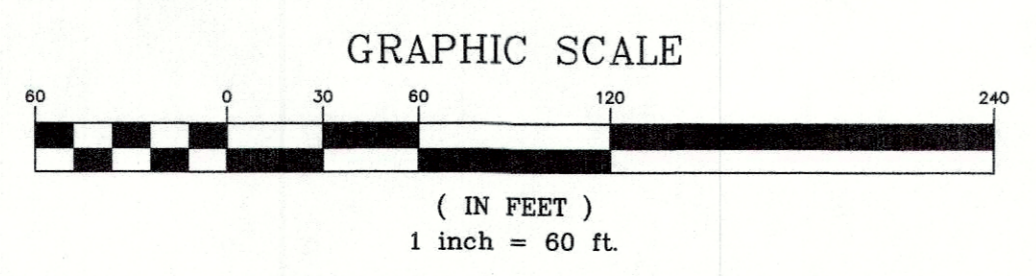 GRAPHIC SCALE
60 0 30 60 120 240
( IN FEET )
1 inch = 60 ft.